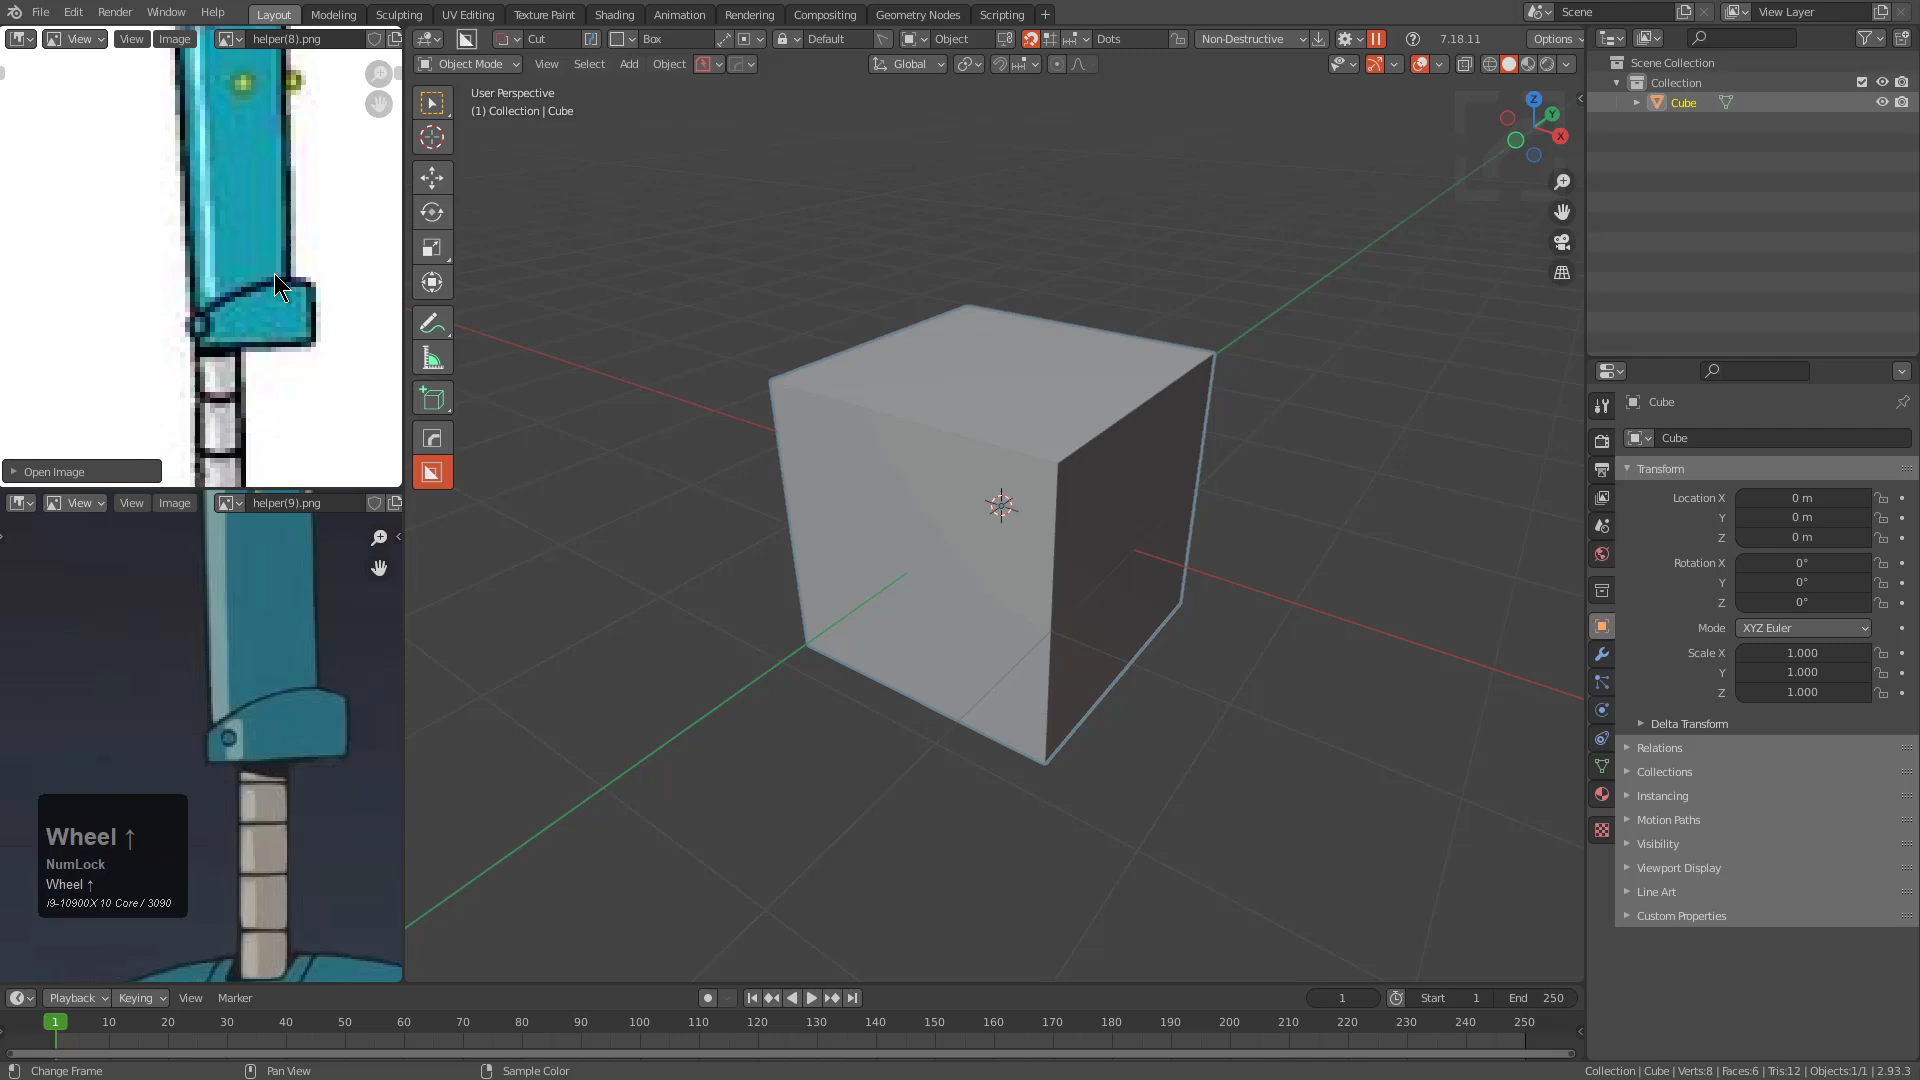 File Edit Render Window Help Layout Modeling Sculpting UV Editing Texture Paint Shading Animation Rendering Compositing Geometry Nodes Scripting + Scene View Layer
View View Image helper(8).png Cut Box Default Object Dots Non-Destructive 7.18.11 Options
Object Mode View Select Add Object Global
User Perspective
(1) Collection | Cube
Z
Y
X
Scene Collection
Collection
Cube
Open Image
View View Image helper(9).png
Wheel ↑
NumLock
Wheel ↑
i9-10900X 10 Core / 3090
Cube
Cube
Transform
Location X 0 m
Y 0 m
Z 0 m
Rotation X 0°
Y 0°
Z 0°
Mode XYZ Euler
Scale X 1.000
Y 1.000
Z 1.000
Delta Transform
Relations
Collections
Instancing
Motion Paths
Visibility
Viewport Display
Line Art
Custom Properties
Playback Keying View Marker 1 Start 1 End 250
1 10 20 30 40 50 60 70 80 90 100 110 120 130 140 150 160 170 180 190 200 210 220 230 240 250
Change Frame Pan View Sample Color Collection | Cube | Verts:8 | Faces:6 | Tris:12 | Objects:1/1 | 2.93.3